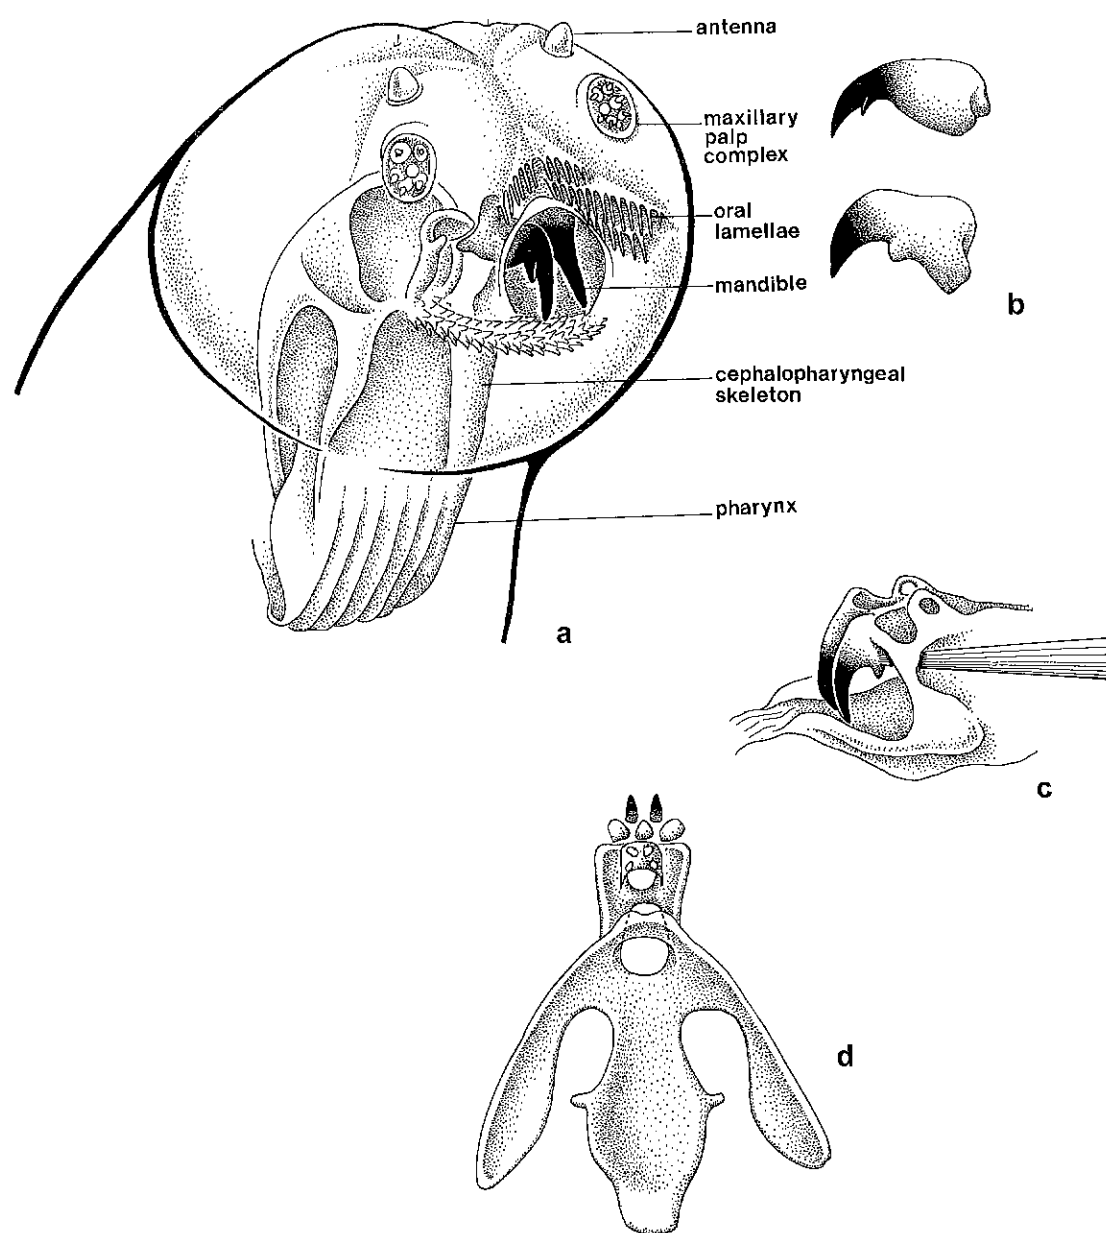 antenna
maxillary
palp
complex
oral
lamellae
mandible
b
cephalopharyngeal
skeleton
pharynx
a
c
d